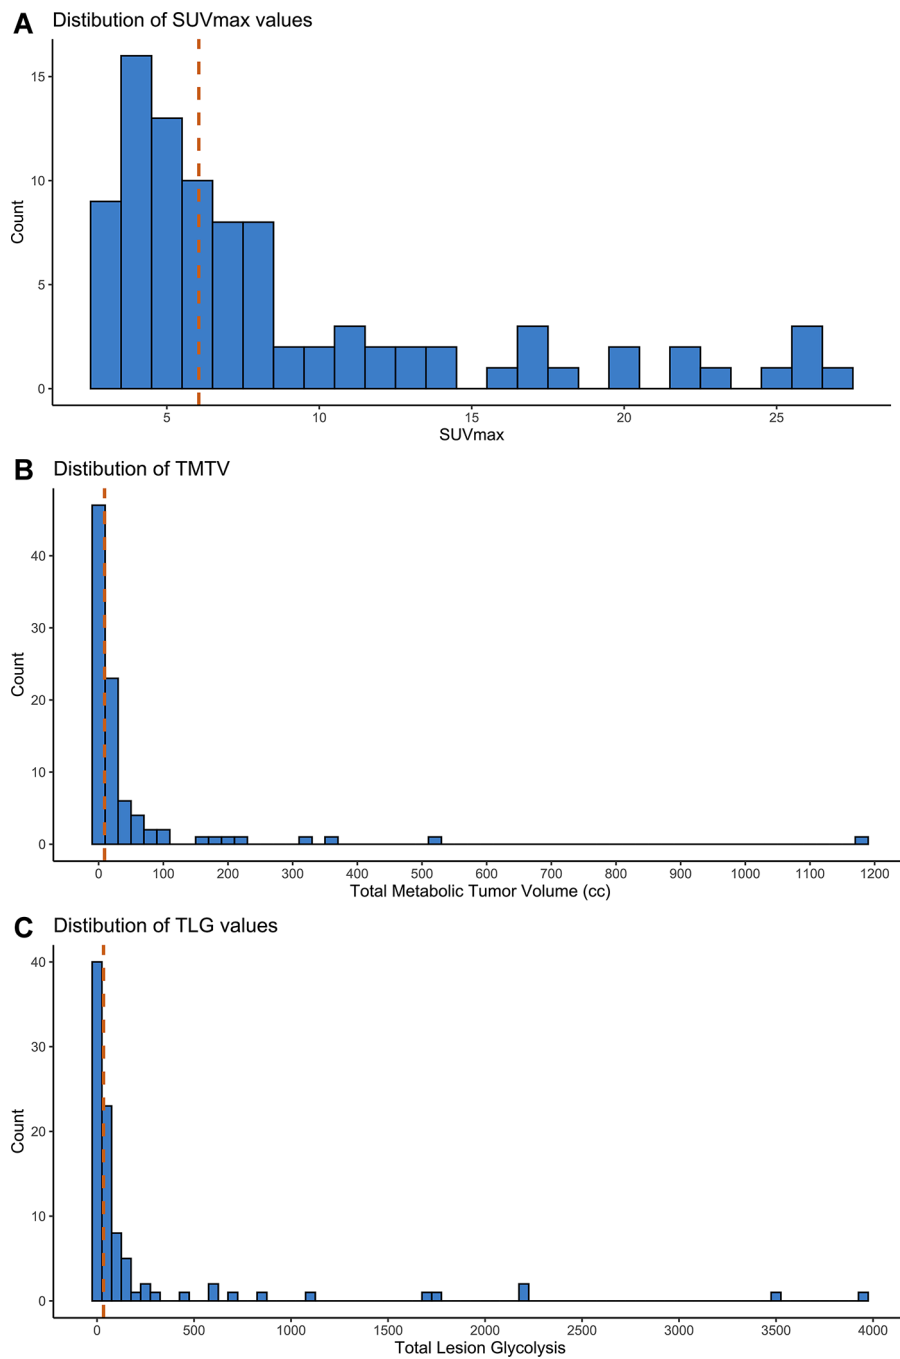 A Distibution of SUVmax values
15
10
5
0
Count
5 10 15 20 25
SUVmax
B Distibution of TMTV
40
30
20
10
0
Count
0 100 200 300 400 500 600 700 800 900 1000 1100 1200
Total Metabolic Tumor Volume (cc)
C Distibution of TLG values
40
30
20
10
0
Count
0 500 1000 1500 2000 2500 3000 3500 4000
Total Lesion Glycolysis